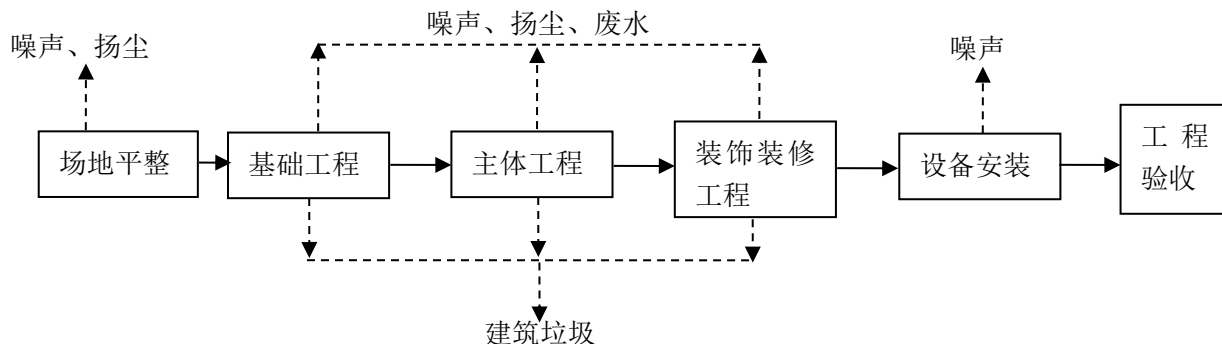 噪声、扬尘、废水
噪声、扬尘
噪声
场地平整
基础工程
主体工程
装饰装修
工程
设备安装
工程
验收
建筑垃圾